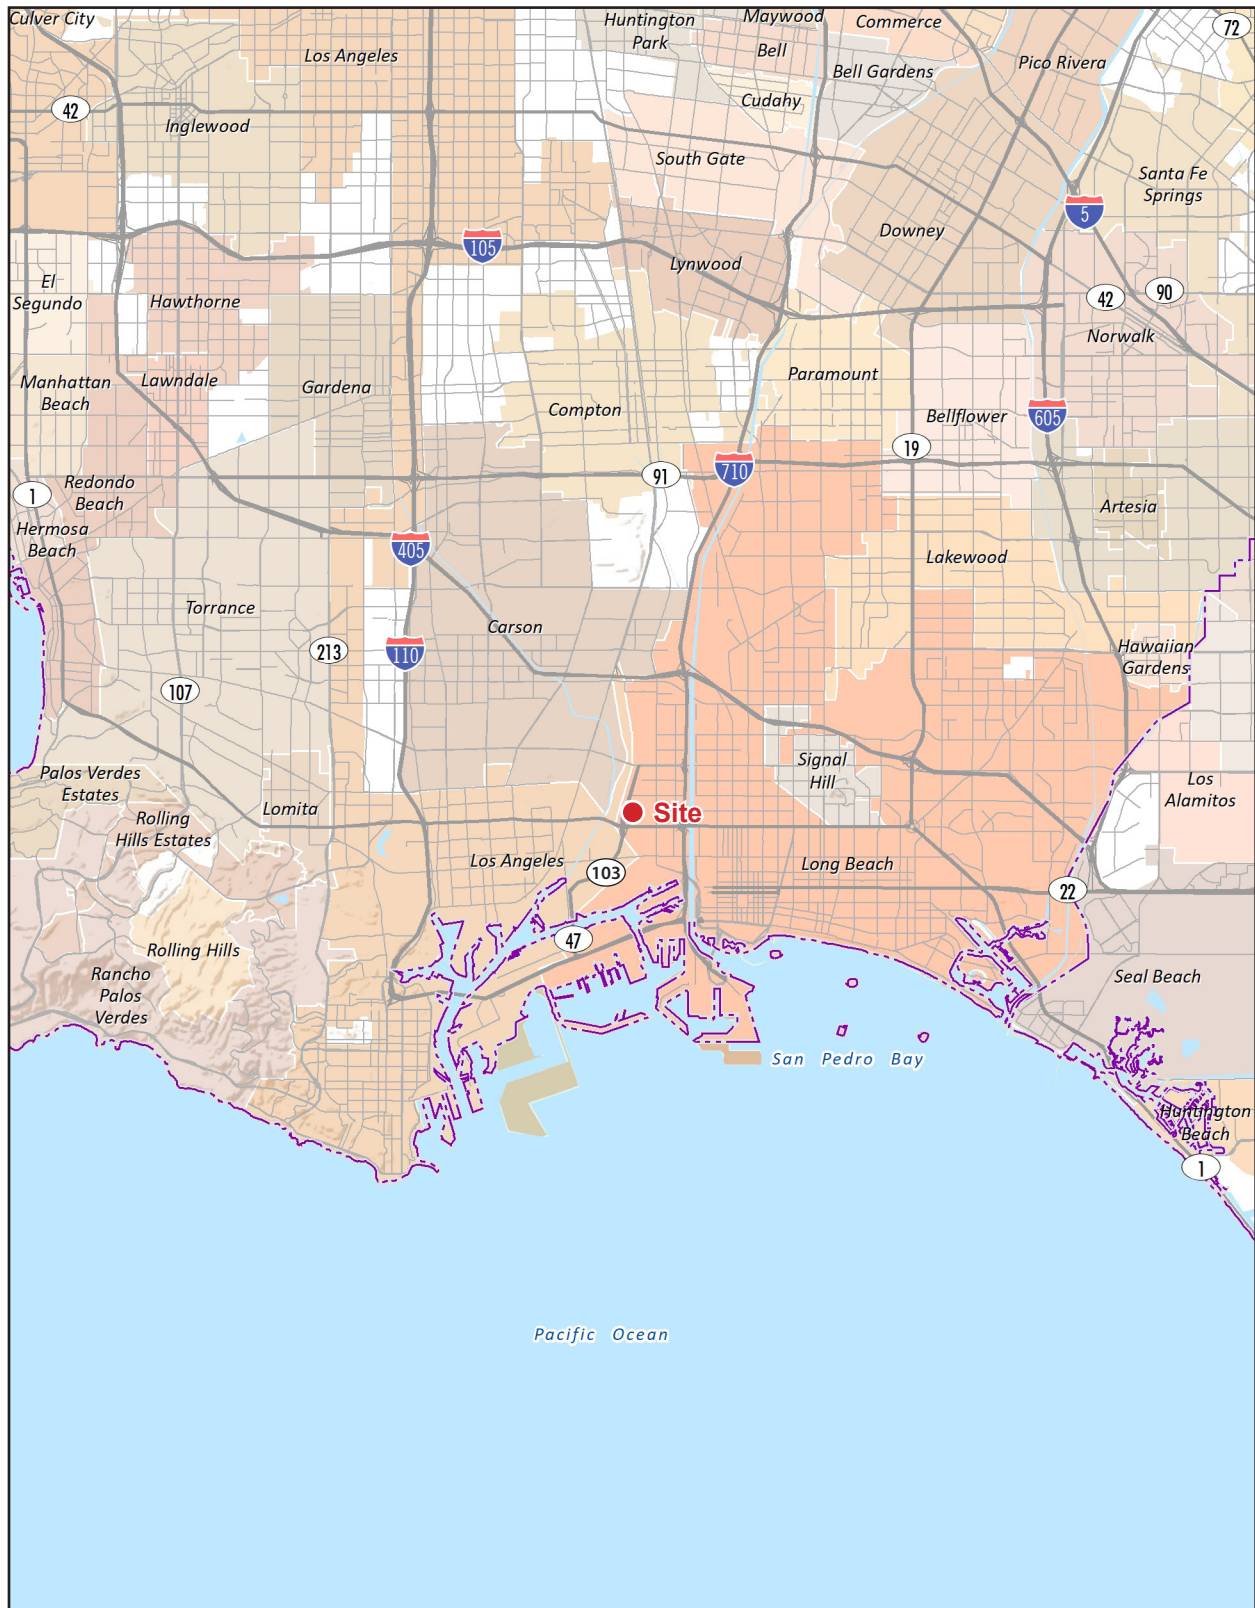 Culver City
Los Angeles
Huntington
Park
Maywood
Bell
Commerce
Bell Gardens
Pico Rivera
72
42
Inglewood
Cudahy
South Gate
Santa Fe
Springs
5
105
Downey
Lynwood
El
Segundo
Hawthorne
42
90
Norwalk
Manhattan
Beach
Lawndale
Gardena
Compton
Paramount
Bellflower
605
19
91
710
1
Redondo
Beach
Hermosa
Beach
Artesia
405
Lakewood
Torrance
Carson
213
110
107
Hawaiian
Gardens
Palos Verdes
Estates
Lomita
Signal
Hill
Los
Alamitos
Rolling
Hills Estates
Site
Los Angeles
103
Long Beach
22
47
Rolling Hills
Rancho
Palos
Verdes
Seal Beach
San Pedro Bay
Huntington
Beach
1
Pacific Ocean